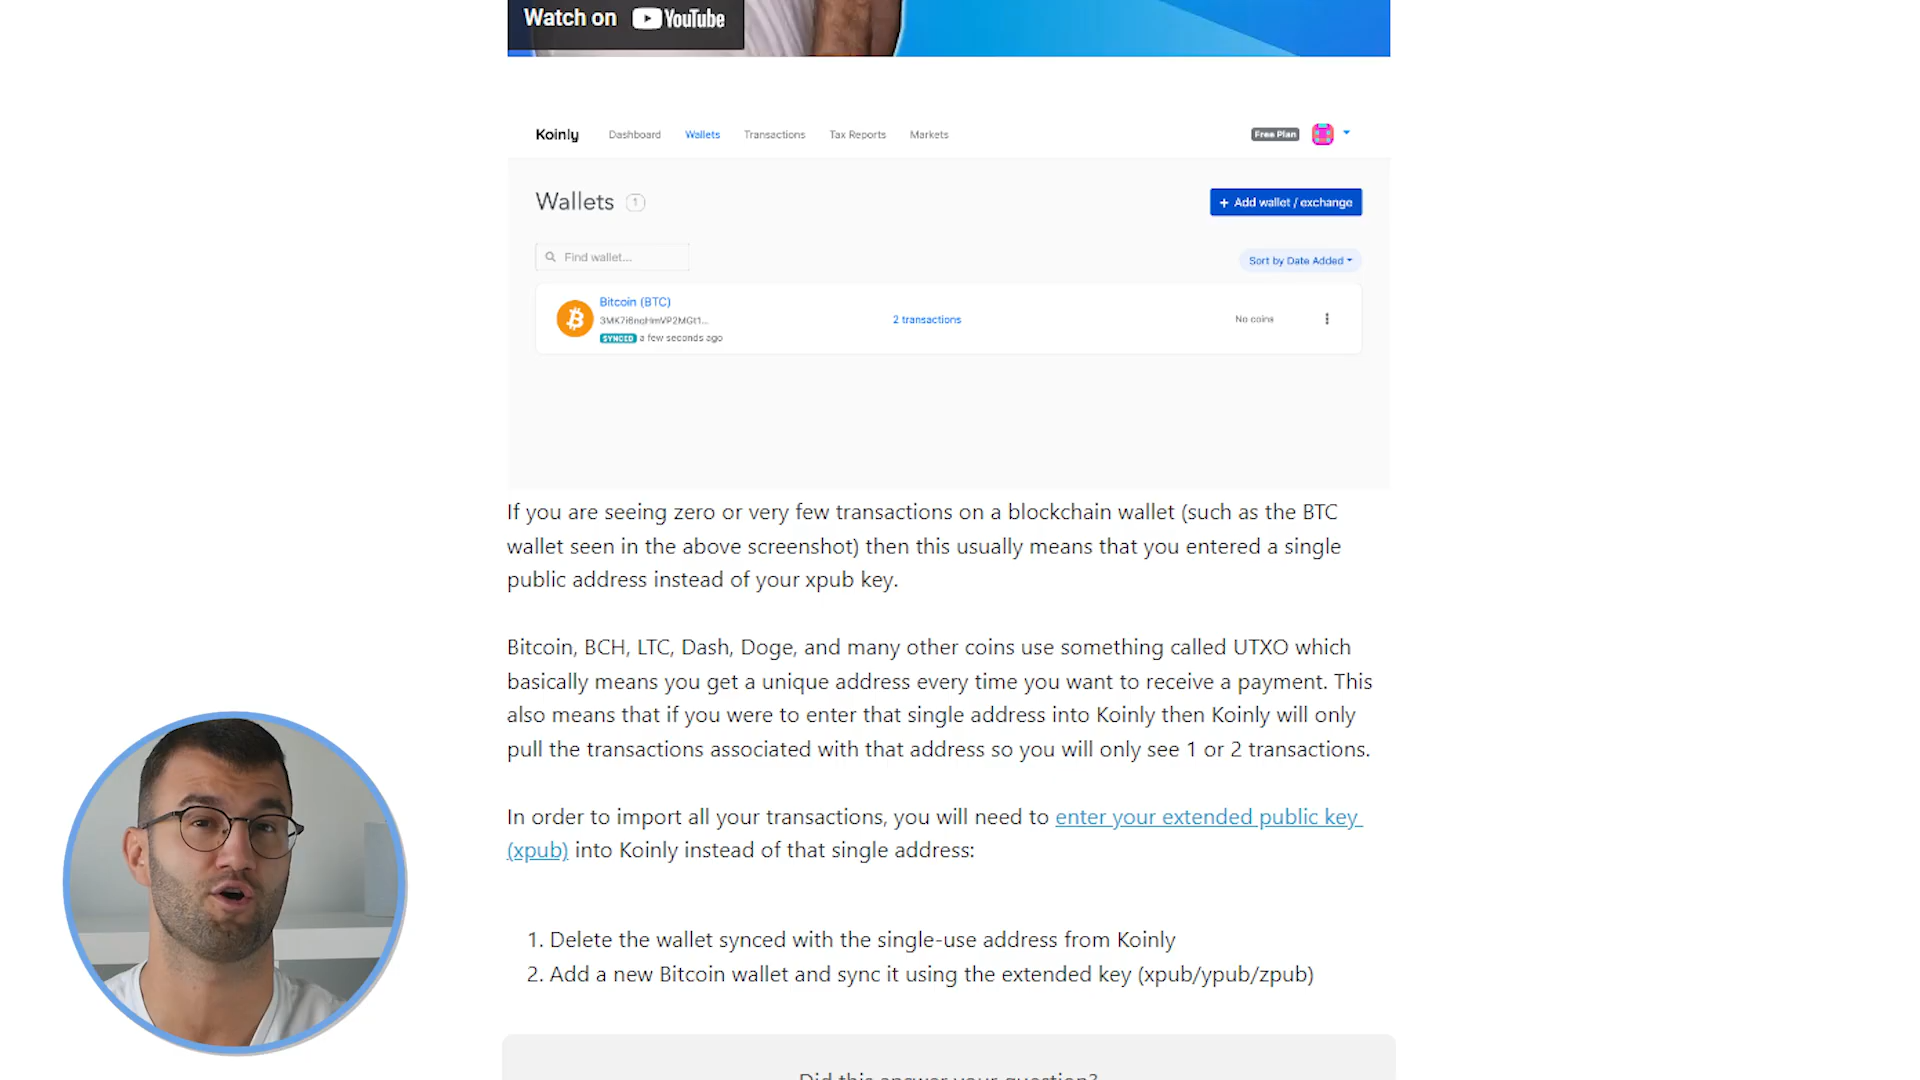 Watch on YouTube
Koinly Dashboard Wallets Transactions Tax Reports Markets Free Plan
Wallets 1 + Add wallet / exchange
Find wallet... Sort by Date Added
Bitcoin (BTC)
3MK7i6nqHmVP2MGt1... 2 transactions No coins
SYNCED a few seconds ago
If you are seeing zero or very few transactions on a blockchain wallet (such as the BTC
wallet seen in the above screenshot) then this usually means that you entered a single
public address instead of your xpub key.
Bitcoin, BCH, LTC, Dash, Doge, and many other coins use something called UTXO which
basically means you get a unique address every time you want to receive a payment. This
also means that if you were to enter that single address into Koinly then Koinly will only
pull the transactions associated with that address so you will only see 1 or 2 transactions.
In order to import all your transactions, you will need to enter your extended public key
(xpub) into Koinly instead of that single address:
1. Delete the wallet synced with the single-use address from Koinly
2. Add a new Bitcoin wallet and sync it using the extended key (xpub/ypub/zpub)
Did this answer your question?